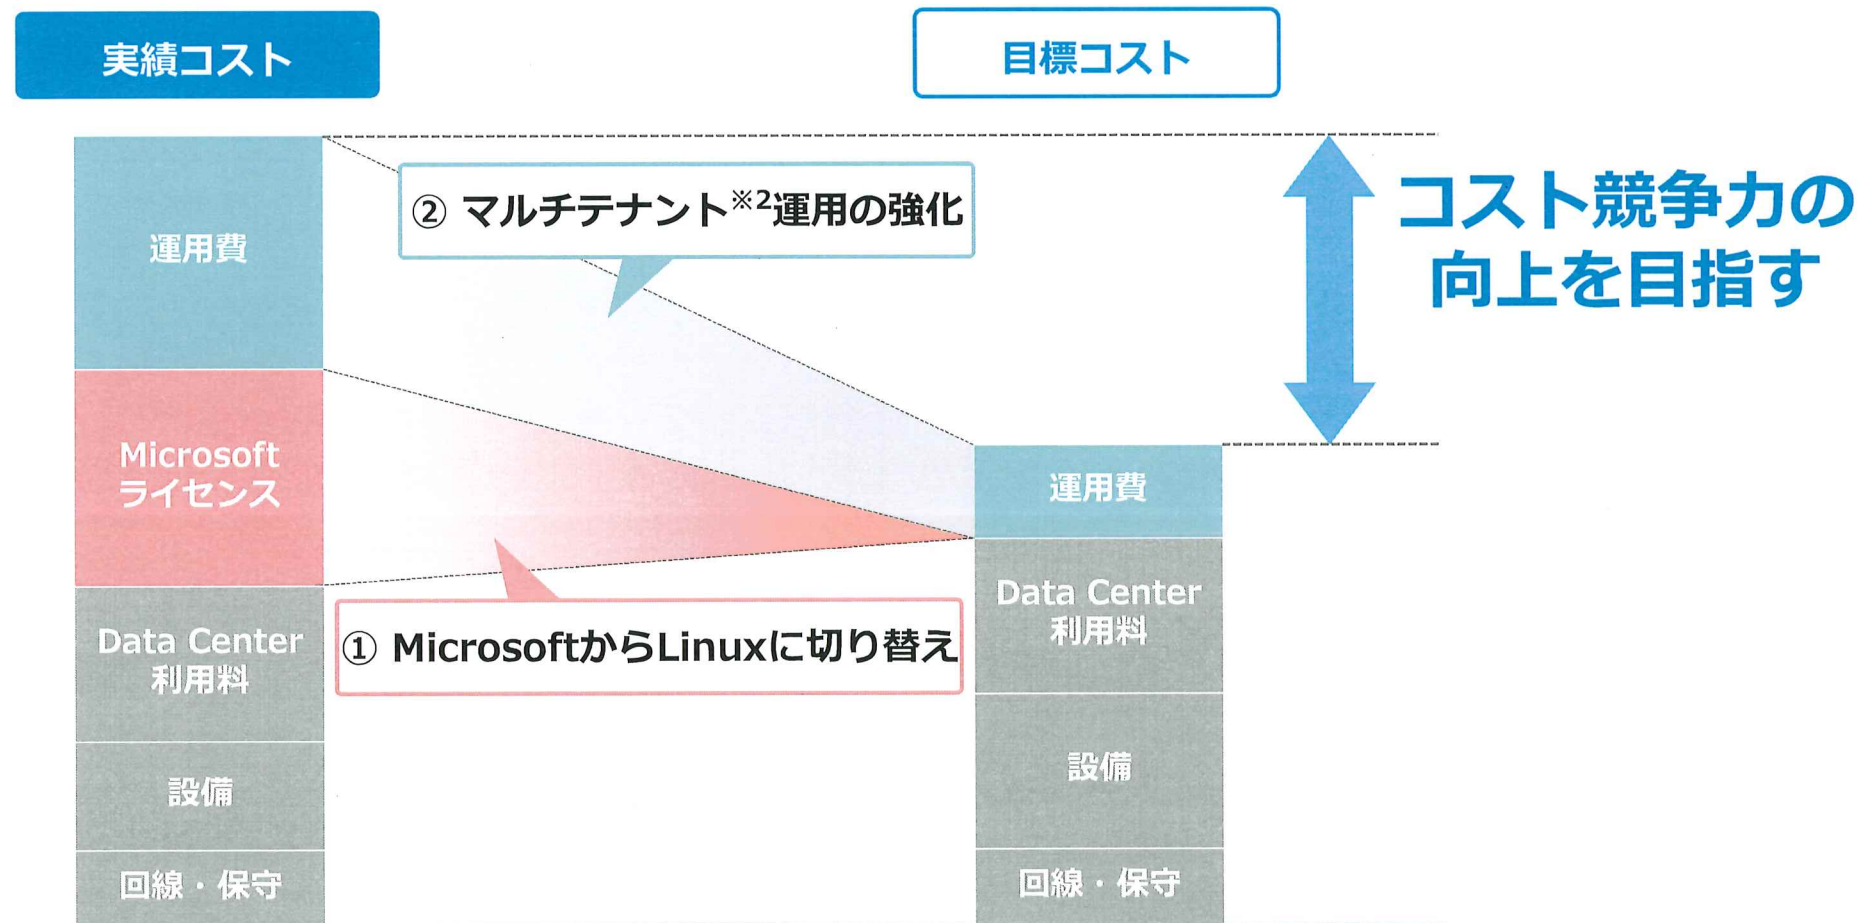 実績コスト
目標コスト
運用費
Microsoft
ライセンス
Data Center
利用料
設備
回線・保守
② マルチテナント※2運用の強化
① MicrosoftからLinuxに切り替え
運用費
Data Center
利用料
設備
回線・保守
コスト競争力の
向上を目指す